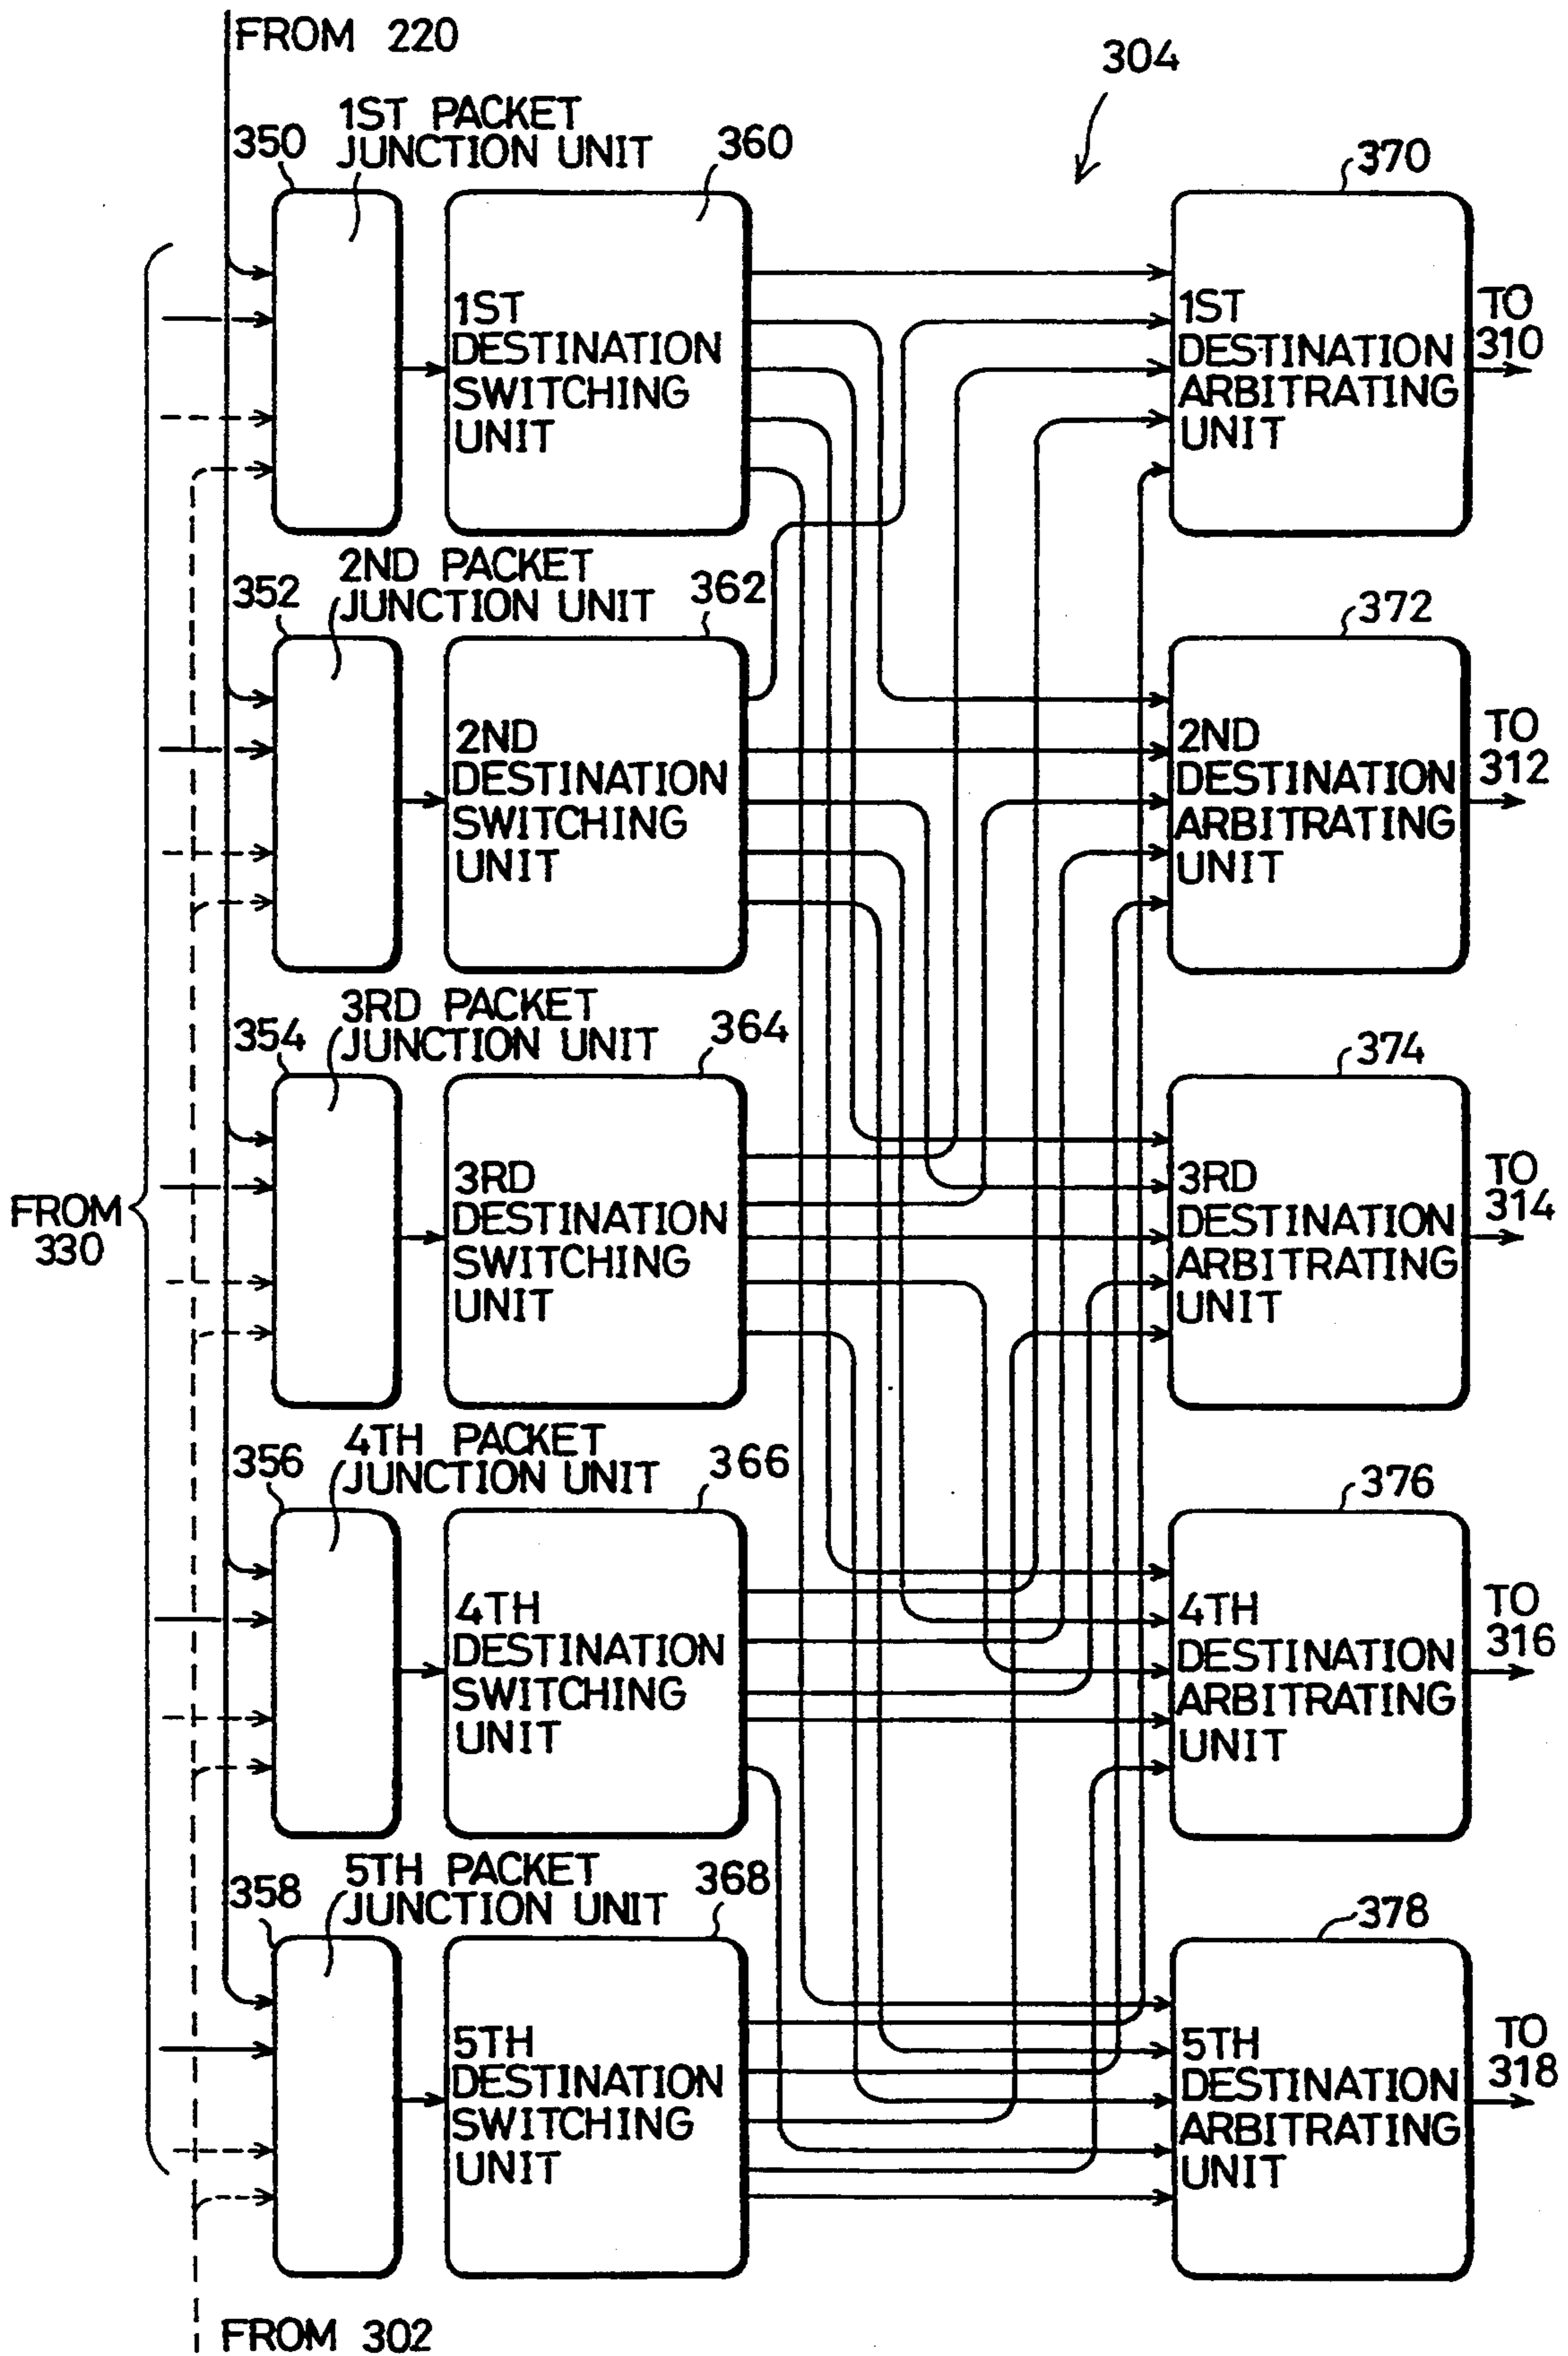 FROM 220
304
1ST PACKET
JUNCTION UNIT
350
360
370
1ST
DESTINATION
SWITCHING
UNIT
1ST
DESTINATION
ARBITRATING
UNIT
TO
310
2ND PACKET
JUNCTION UNIT
352
362
372
2ND
DESTINATION
SWITCHING
UNIT
2ND
DESTINATION
ARBITRATING
UNIT
TO
312
3RD PACKET
JUNCTION UNIT
354
364
374
FROM
330
3RD
DESTINATION
SWITCHING
UNIT
3RD
DESTINATION
ARBITRATING
UNIT
TO
314
4TH PACKET
JUNCTION UNIT
356
366
376
4TH
DESTINATION
SWITCHING
UNIT
4TH
DESTINATION
ARBITRATING
UNIT
TO
316
5TH PACKET
JUNCTION UNIT
358
368
378
5TH
DESTINATION
SWITCHING
UNIT
5TH
DESTINATION
ARBITRATING
UNIT
TO
318
FROM 302